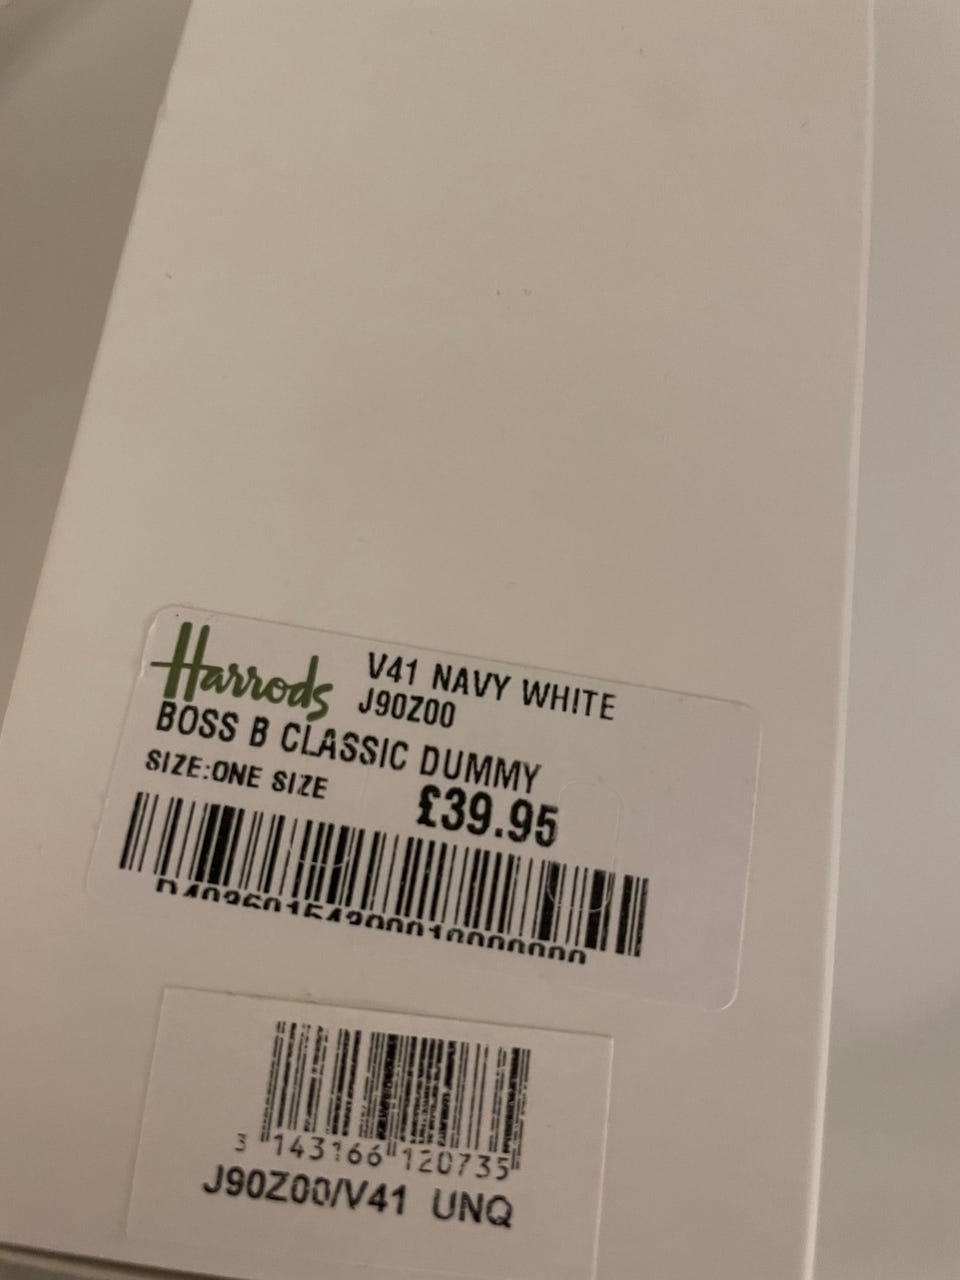 Harrods
V41 NAVY WHITE
J90Z00
BOSS B CLASSIC DUMMY
SIZE:ONE SIZE
£39.95
3 143166 120735
J90Z00/V41 UNQ